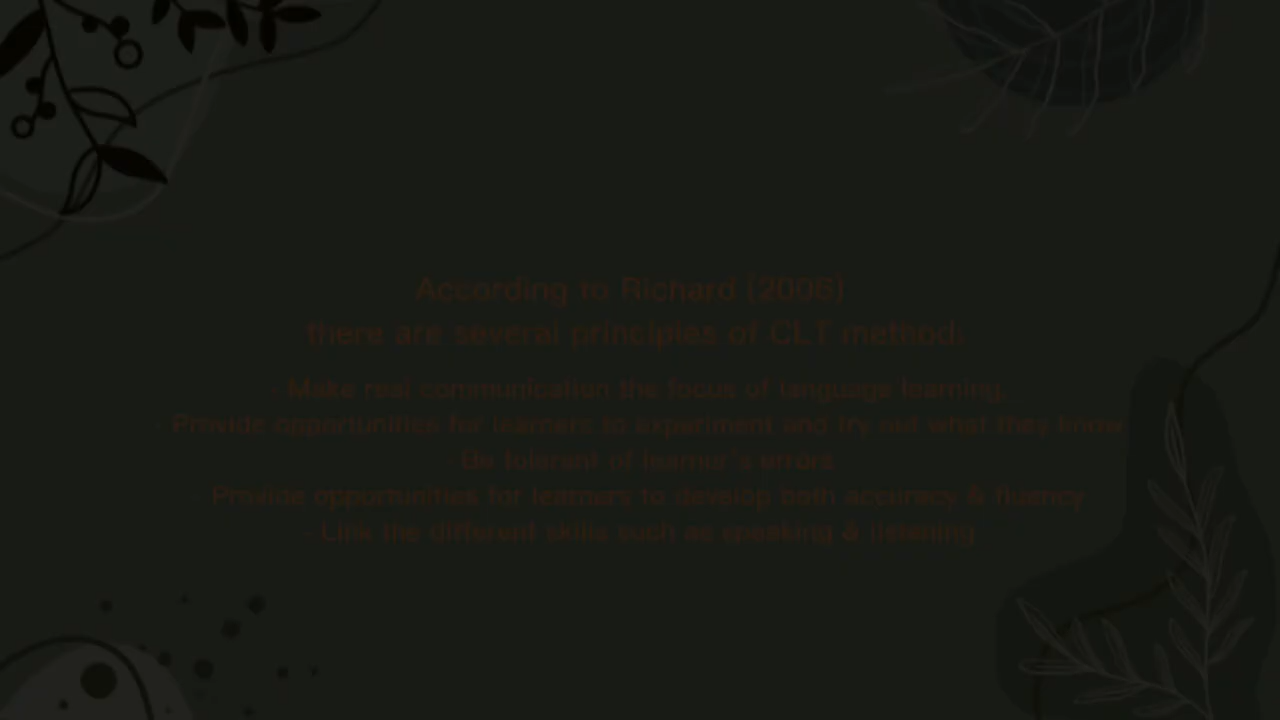 According to Richard (2006)
there are several principles of CLT method:
- Make real communication the focus of language learning.
- Provide opportunities for learners to experiment and try out what they know
- Be tolerant of learner's errors
- Provide opportunities for learners to develop both accuracy & fluency
- Link the different skills such as speaking & listening